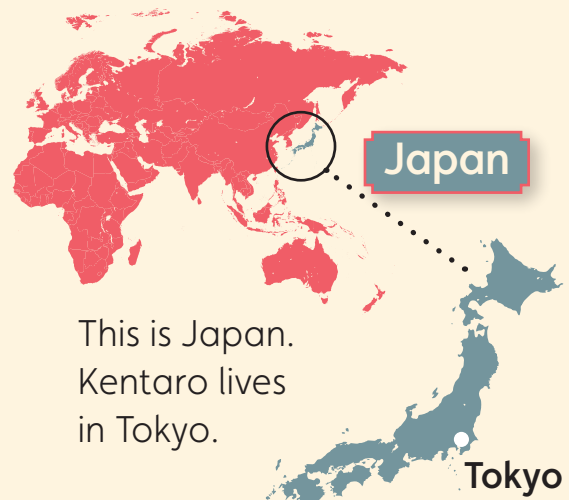 Japan
This is Japan.
Kentaro lives
in Tokyo.
Tokyo